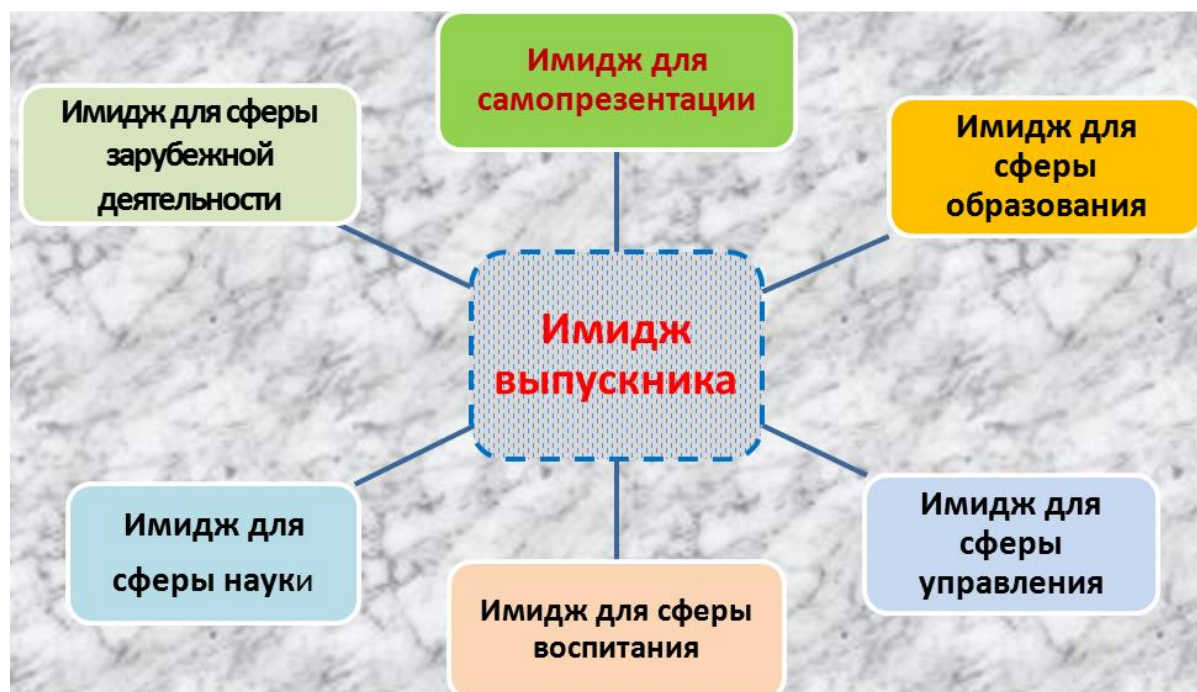 Имидж для
самопрезентации
Имидж для сферы
зарубежной
деятельности
Имидж для
сферы
образования
Имидж
выпускника
Имидж для
сферы науки
Имидж для
сферы
управления
Имидж для сферы
воспитания